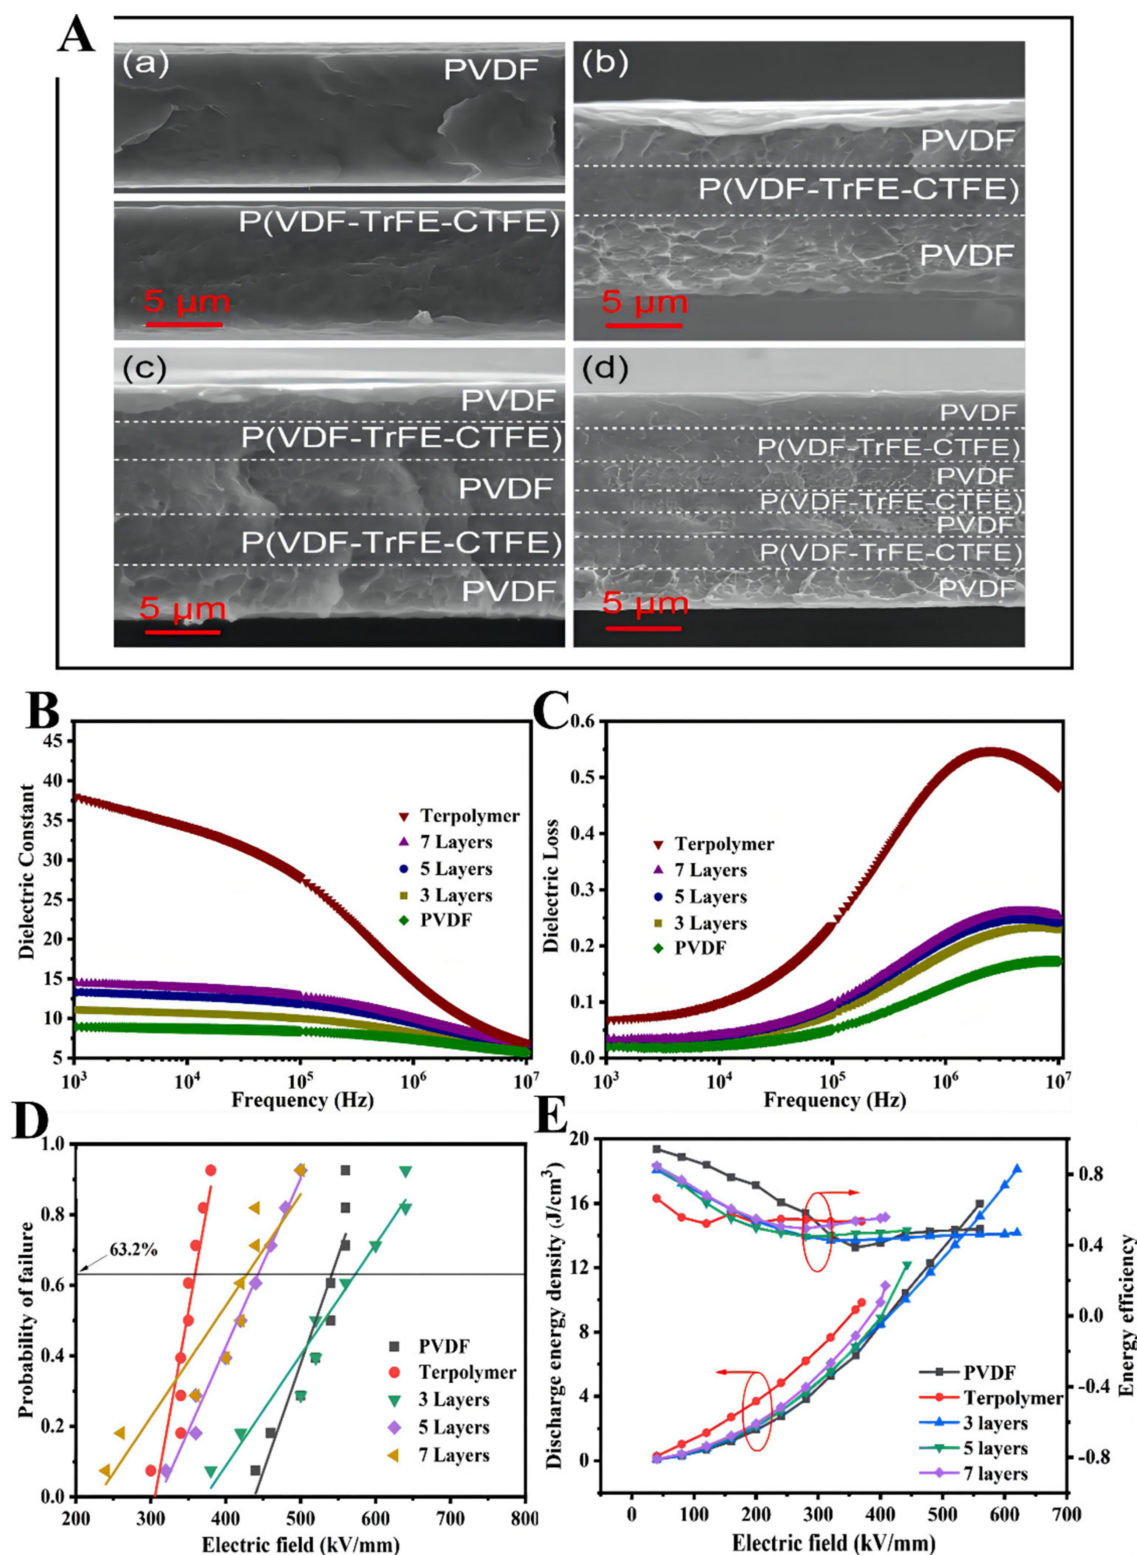 A
(a)
PVDF
P(VDF-TrFE-CTFE)
5 μm
(b)
PVDF
P(VDF-TrFE-CTFE)
PVDF
5 μm
(c)
PVDF
P(VDF-TrFE-CTFE)
PVDF
P(VDF-TrFE-CTFE)
PVDF
5 μm
(d)
PVDF
P(VDF-TrFE-CTFE)
PVDF
P(VDF-TrFE-CTFE)
PVDF
P(VDF-TrFE-CTFE)
PVDF
5 μm
B
Dielectric Constant
45
40
35
30
25
20
15
10
5
Terpolymer
7 Layers
5 Layers
3 Layers
PVDF
10³ 10⁴ 10⁵ 10⁶ 10⁷
Frequency (Hz)
C
Dielectric Loss
0.6
0.5
0.4
0.3
0.2
0.1
0.0
Terpolymer
7 Layers
5 Layers
3 Layers
PVDF
10³ 10⁴ 10⁵ 10⁶ 10⁷
Frequency (Hz)
D
Probability of failure
1.0
0.8
0.6
0.4
0.2
0.0
63.2%
PVDF
Terpolymer
3 Layers
5 Layers
7 Layers
200 300 400 500 600 700 800
Electric field (kV/mm)
E
Discharge energy density (J/cm³)
20
16
12
8
4
0
Energy efficiency
0.8
0.4
0.0
-0.4
-0.8
PVDF
Terpolymer
3 layers
5 layers
7 layers
0 100 200 300 400 500 600 700
Electric field (kV/mm)